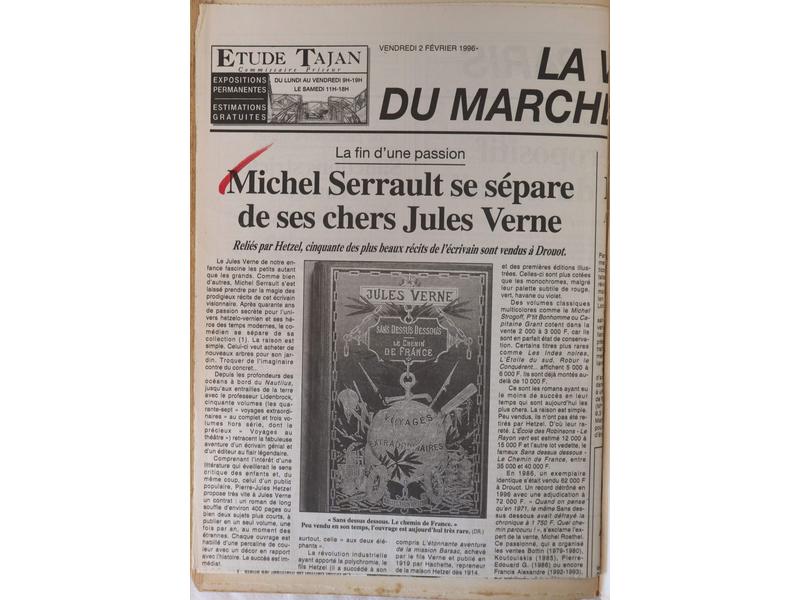 ETUDE TAJAN
Commissaire Priseur
EXPOSITIONS
PERMANENTES
ESTIMATIONS
GRATUITES
DU LUNDI AU VENDREDI 9H-19H
LE SAMEDI 11H-18H
VENDREDI 2 FÉVRIER 1996-
LA V
DU MARCHÉ
La fin d'une passion
Michel Serrault se sépare
de ses chers Jules Verne
Reliés par Hetzel, cinquante des plus beaux récits de l'écrivain sont vendus à Drouot.
Le Jules Verne de notre en-
fance fascine les petits autant
que les grands. Comme bien
d'autres, Michel Serrault s'est
laissé prendre par la magie des
prodigieux récits de cet écrivain
visionnaire. Après quarante ans
de passion secrète pour l'uni-
vers hetzelo-vernien et ses hé-
ros des temps modernes, le co-
médien se sépare de sa
collection (1). La raison est
simple. Celui-ci veut acheter de
nouveaux arbres pour son jar-
din. Troquer de l'imaginaire
contre du concret...
Depuis les profondeurs des
océans à bord du Nautilus,
jusqu'aux entrailles de la terre
avec le professeur Lidenbrock,
cinquante volumes (les qua-
rante-sept « voyages extraordi-
naires » au complet et trois vo-
lumes hors série, dont le
précieux « Voyages au
théâtre ») retracent la fabuleuse
aventure d'un écrivain génial et
d'un éditeur au flair légendaire.
Comprenant l'intérêt d'une
littérature qui éveillerait le sens
critique des enfants et, du
même coup, celui d'un public
populaire, Pierre-Jules Hetzel
propose très vite à Jules Verne
un contrat : un roman de long
souffle d'environ 400 pages ou
bien deux sujets plus courts, à
publier en un seul volume, une
fois par an, au moment des
étrennes. Chaque ouvrage est
habillé d'une percaline de cou-
leur avec un décor en rapport
avec l'histoire. Le succès est im-
médiat.
JULES VERNE
SANS DESSUS DESSOUS
LE CHEMIN
DE FRANCE
VOYAGES
EXTRAORDINAIRES
« Sans dessus dessous. Le chemin de France. »
Peu vendu en son temps, l'ouvrage est aujourd'hui très rare. (DR.)
surtout, celle « aux deux élé-
phants ».
La révolution industrielle
ayant apporté la polychromie, le
fils Hetzel (il a succédé à son
compris L'étonnante aventure
de la mission Barsac, achevé
par le fils Verne et publié en
1919 par Hachette, repreneur
de la maison Hetzel dès 1914.
et des premières éditions illus-
trées. Celles-ci sont plus cotées
que les monochromes, malgré
leur palette subtile de rouge,
vert, havane ou violet.
Des volumes classiques
multicolores comme le Michel
Strogoff, P'tit Bonhomme ou Ca-
pitaine Grant cotent dans la
vente 2 000 à 3 000 F, car ils
sont en parfait état de conserva-
tion. Certains titres plus rares
comme Les Indes noires,
L'Étoile du sud, Robur le
Conquérent... affichent 5 000 à
6 000 F. Ils sont déjà montés au-
delà de 10 000 F.
Ce sont les romans ayant eu
le moins de succès en leur
temps qui sont aujourd'hui les
plus chers. La raison est simple.
Peu vendus, ils n'ont pas été re-
tirés par Hetzel. D'où leur ra-
reté. L'École des Robinsons - Le
Rayon vert est estimé 12 000 à
15 000 F et l'autre lot vedette, le
fameux Sans dessus dessous -
Le Chemin de France, entre
35 000 et 40 000 F.
En 1986, un exemplaire
identique s'était vendu 62 000 F
à Drouot. Un record détrôné en
1995 avec une adjudication à
72 000 F. « Quand on pense
qu'en 1971, le même Sans des-
sus dessous avait défrayé la
chronique à 1 750 F. Quel che-
min parcouru ! », s'exclame l'ex-
pert de la vente, Michel Roethel.
Ce passionné, qui a organisé
les ventes Bottin (1979-1980),
Koutoulakis (1985), Pierre-
Edouard G. (1986) ou encore
Francis Alexandre (1992-1993),